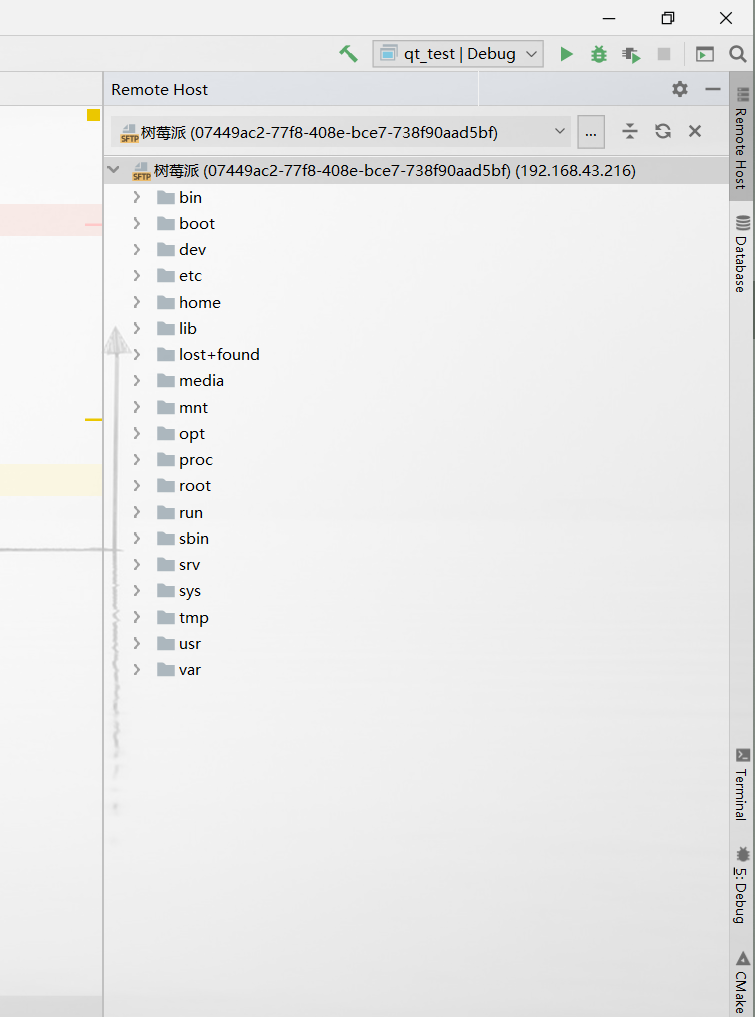 qt_test | Debug
Remote Host
SFTP 树莓派 (07449ac2-77f8-408e-bce7-738f90aad5bf)
...
SFTP 树莓派 (07449ac2-77f8-408e-bce7-738f90aad5bf) (192.168.43.216)
bin
boot
dev
etc
home
lib
lost+found
media
mnt
opt
proc
root
run
sbin
srv
sys
tmp
usr
var
Remote Host
Database
Terminal
5: Debug
CMake